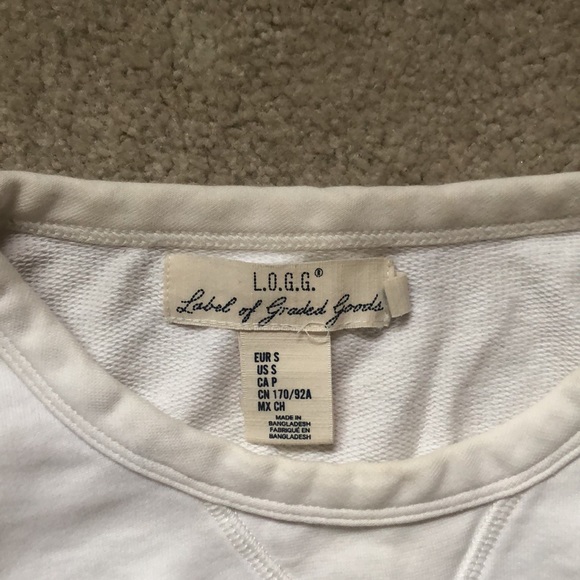 L.O.G.G.®
Label of Graded Goods
EUR S
US S
CA P
CN 170/92A
MX CH
MADE IN
BANGLADESH
FABRIQUÉ EN
BANGLADESH